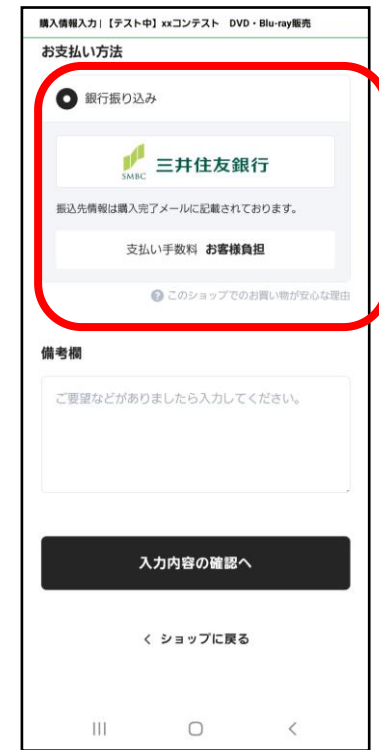 購入情報入力 | 【テスト中】 xxコンテスト DVD・Blu-ray販売
お支払い方法
銀行振り込み
SMBC 三井住友銀行
振込先情報は購入完了メールに記載されております。
支払い手数料 お客様負担
? このショップでのお買い物が安心な理由
備考欄
ご要望などがありましたら入力してください。
入力内容の確認へ
く ショップに戻る